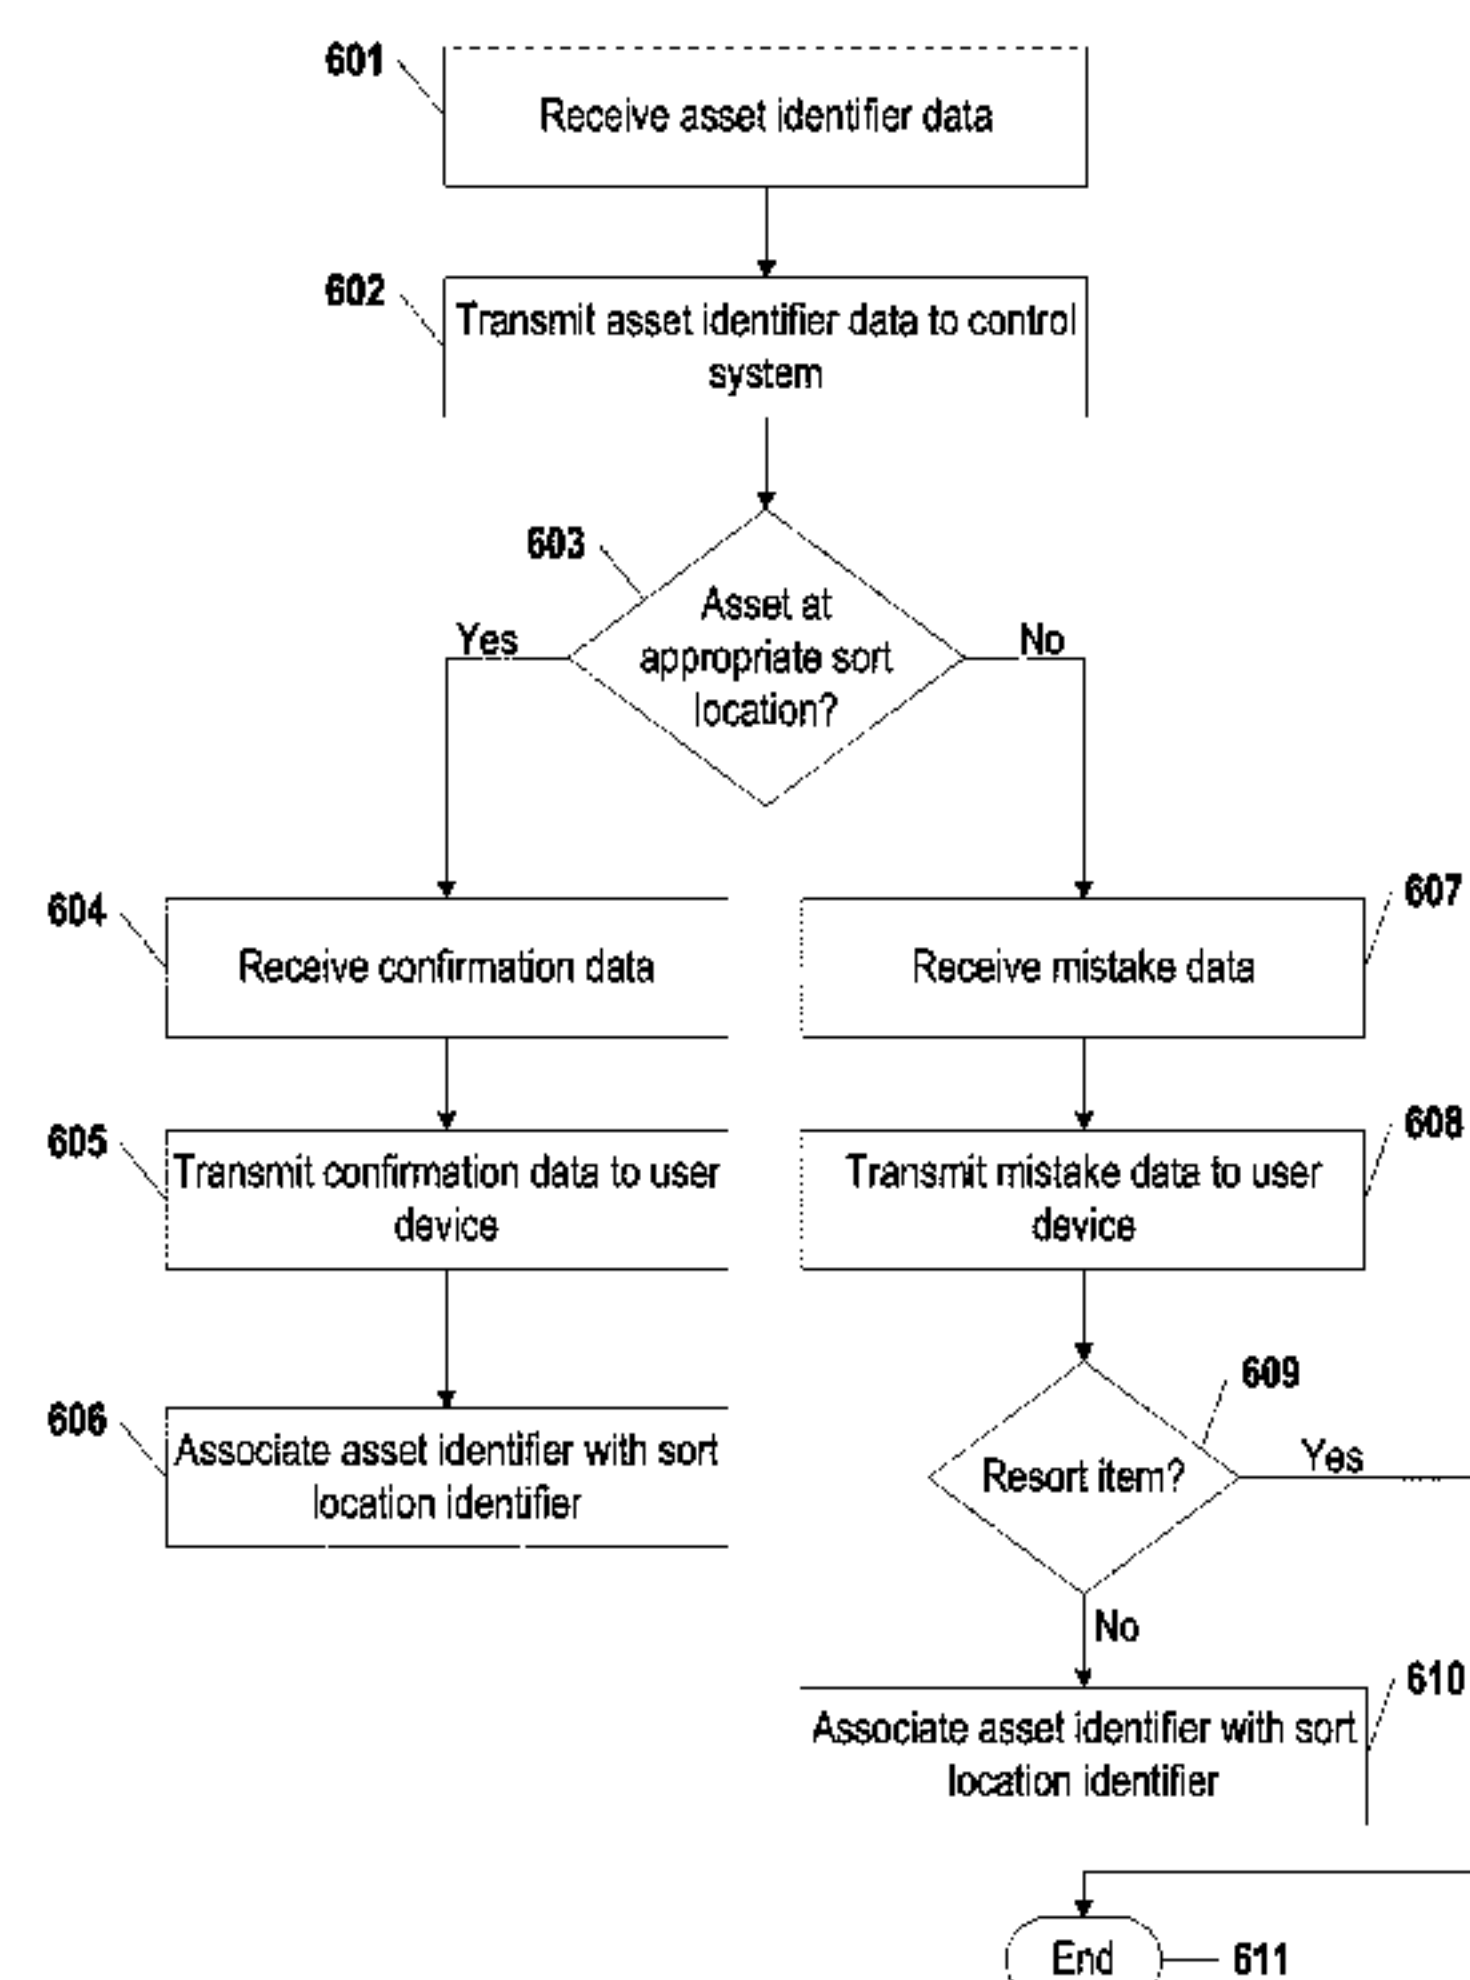 601
Receive asset identifier data
602
Transmit asset identifier data to control
system
603
Asset at
appropriate sort
location?
Yes
No
604
Receive confirmation data
607
Receive mistake data
605
Transmit confirmation data to user
device
608
Transmit mistake data to user
device
606
Associate asset identifier with sort
location identifier
609
Resort item?
Yes
No
610
Associate asset identifier with sort
location identifier
End
611